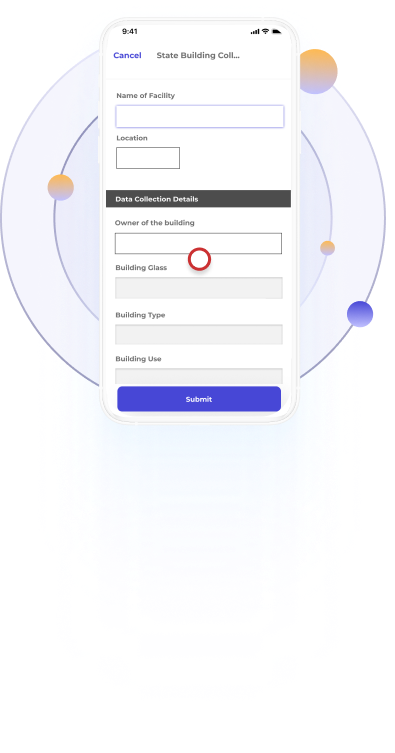 9:41
Cancel State Building Coll...
Name of Facility
Location
Data Collection Details
Owner of the building
Building Glass
Building Type
Building Use
Submit